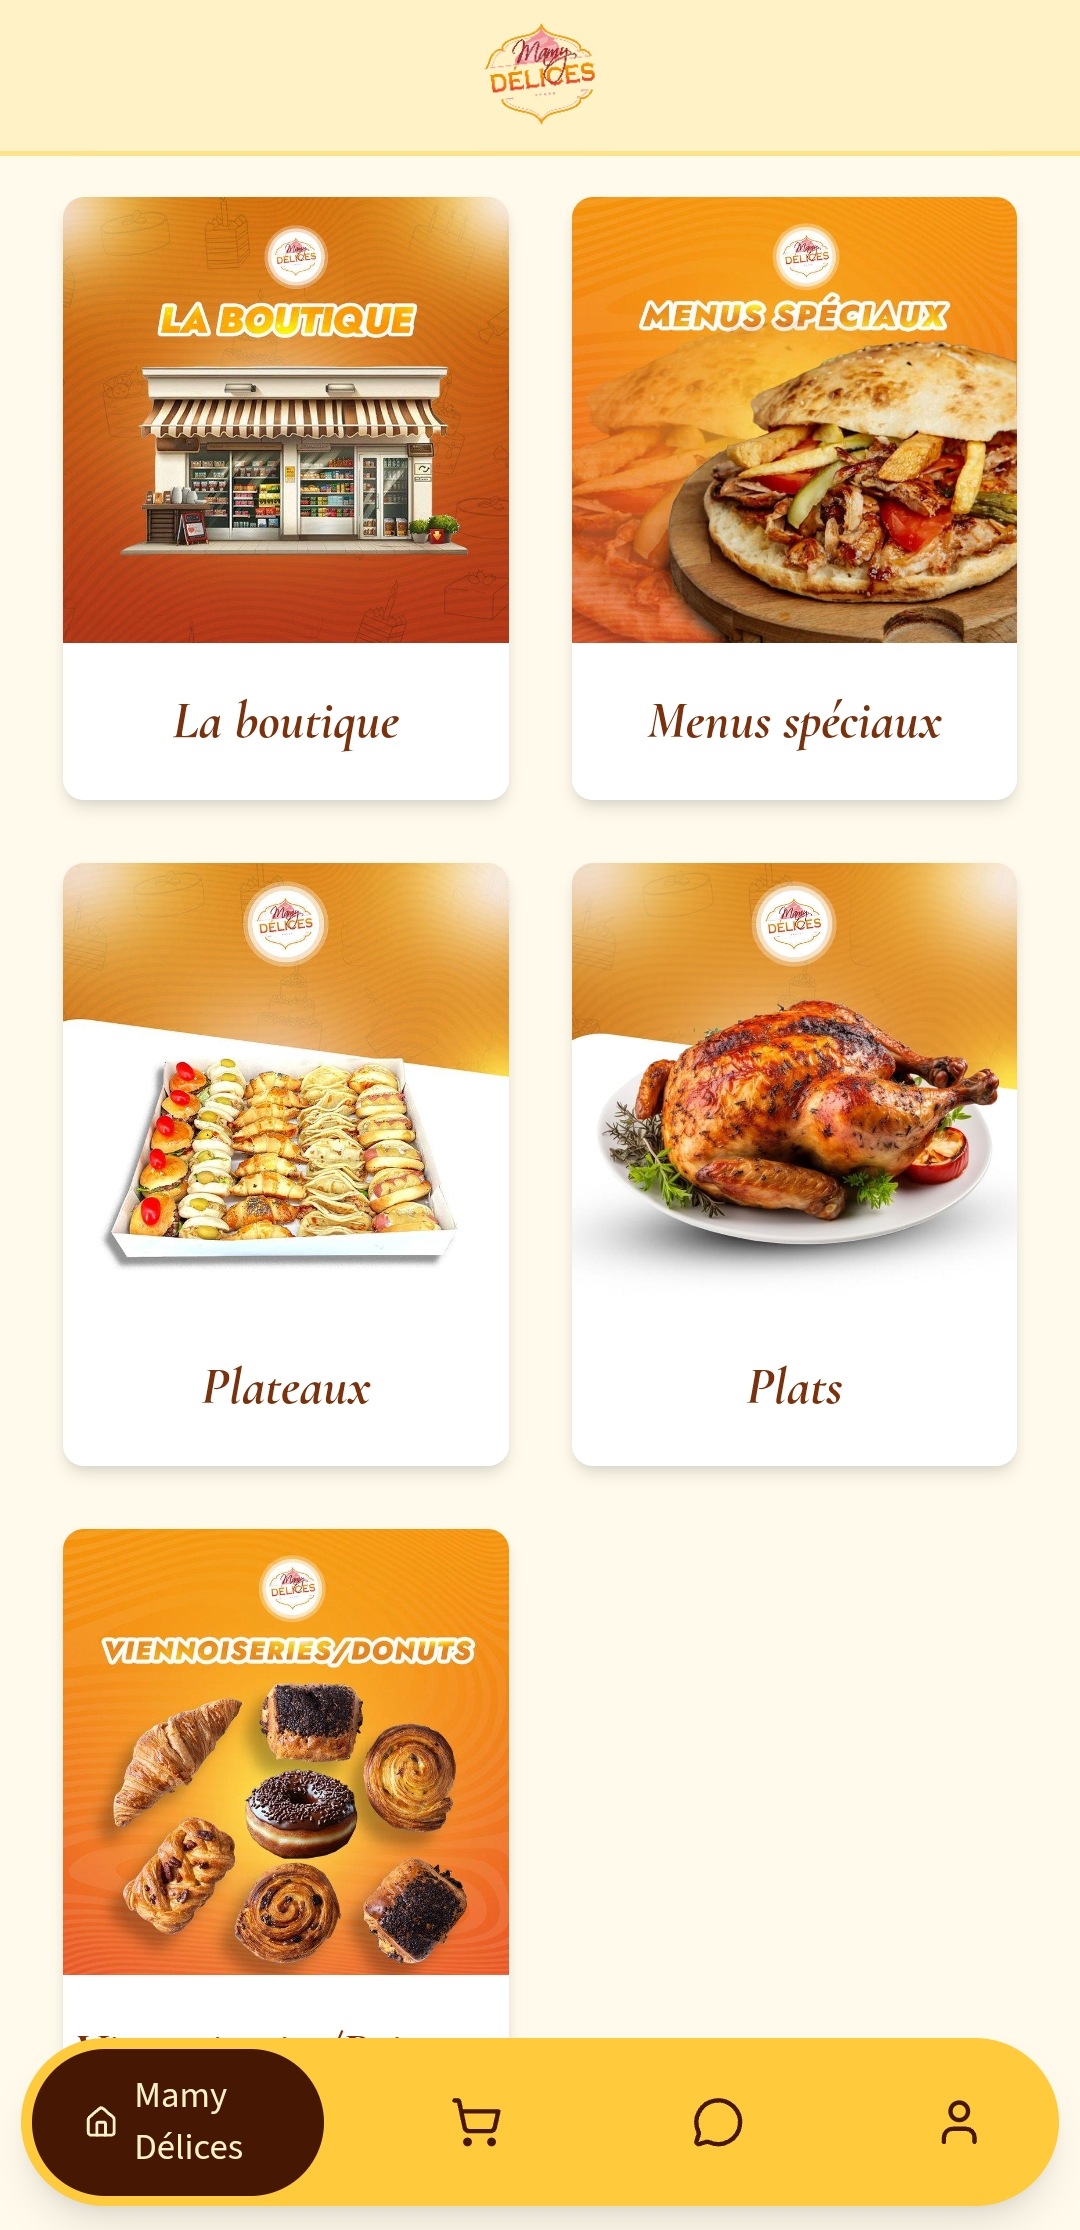 Mamy
DÉLICES
Mamy
DÉLICES
LA BOUTIQUE
La boutique
Mamy
DÉLICES
MENUS SPÉCIAUX
Menus spéciaux
Mamy
DÉLICES
Plateaux
Mamy
DÉLICES
Plats
Mamy
DÉLICES
VIENNOISERIES/DONUTS
Mamy
Délices